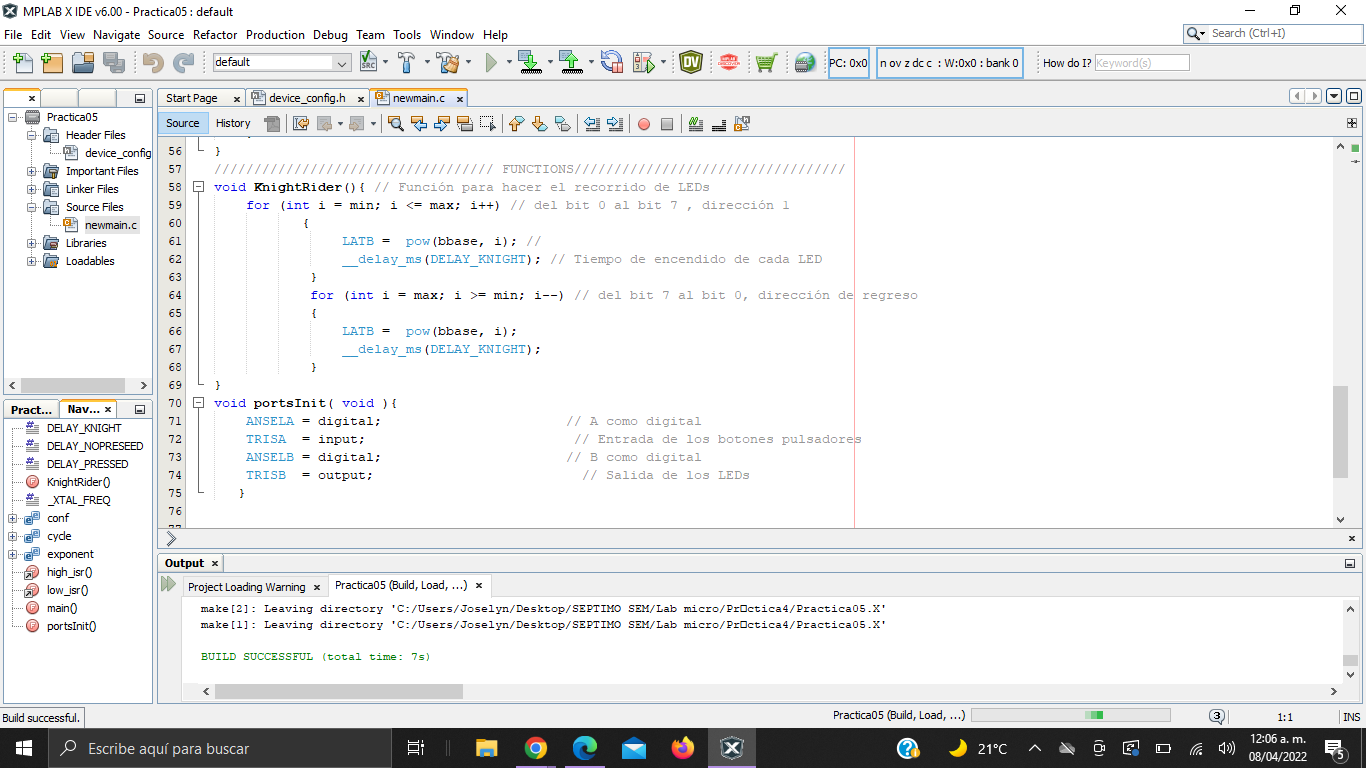 MPLAB X IDE v6.00 - Practica05 : default
File Edit View Navigate Source Refactor Production Debug Team Tools Window Help
Search (Ctrl+I)
default
PC: 0x0
n ov z dc c : W:0x0 : bank 0
How do I?
Keyword(s)
Start Page
device_config.h
newmain.c
Source
History
Practica05
Header Files
device_config
Important Files
Linker Files
Source Files
newmain.c
Libraries
Loadables
56 }
57 /////////////////////////////////// FUNCTIONS//////////////////////////////////
58 void KnightRider(){ // Función para hacer el recorrido de LEDs
59 for (int i = min; i <= max; i++) // del bit 0 al bit 7 , dirección 1
60 {
61 LATB = pow(bbase, i); //
62 __delay_ms(DELAY_KNIGHT); // Tiempo de encendido de cada LED
63 }
64 for (int i = max; i >= min; i--) // del bit 7 al bit 0, dirección de regreso
65 {
66 LATB = pow(bbase, i);
67 __delay_ms(DELAY_KNIGHT);
68 }
69 }
70 void portsInit( void ){
71 ANSELA = digital; // A como digital
72 TRISA = input; // Entrada de los botones pulsadores
73 ANSELB = digital; // B como digital
74 TRISB = output; // Salida de los LEDs
75 }
76
Pract...
Nav...
DELAY_KNIGHT
DELAY_NOPRESEED
DELAY_PRESSED
KnightRider()
_XTAL_FREQ
conf
cycle
exponent
high_isr()
low_isr()
main()
portsInit()
Output
Project Loading Warning
Practica05 (Build, Load, ...)
make[2]: Leaving directory 'C:/Users/Joselyn/Desktop/SEPTIMO SEM/Lab micro/Pr□ctica4/Practica05.X'
make[1]: Leaving directory 'C:/Users/Joselyn/Desktop/SEPTIMO SEM/Lab micro/Pr□ctica4/Practica05.X'
BUILD SUCCESSFUL (total time: 7s)
Build successful.
Practica05 (Build, Load, ...)
3
1:1
INS
Escribe aquí para buscar
21°C
12:06 a. m.
08/04/2022
5